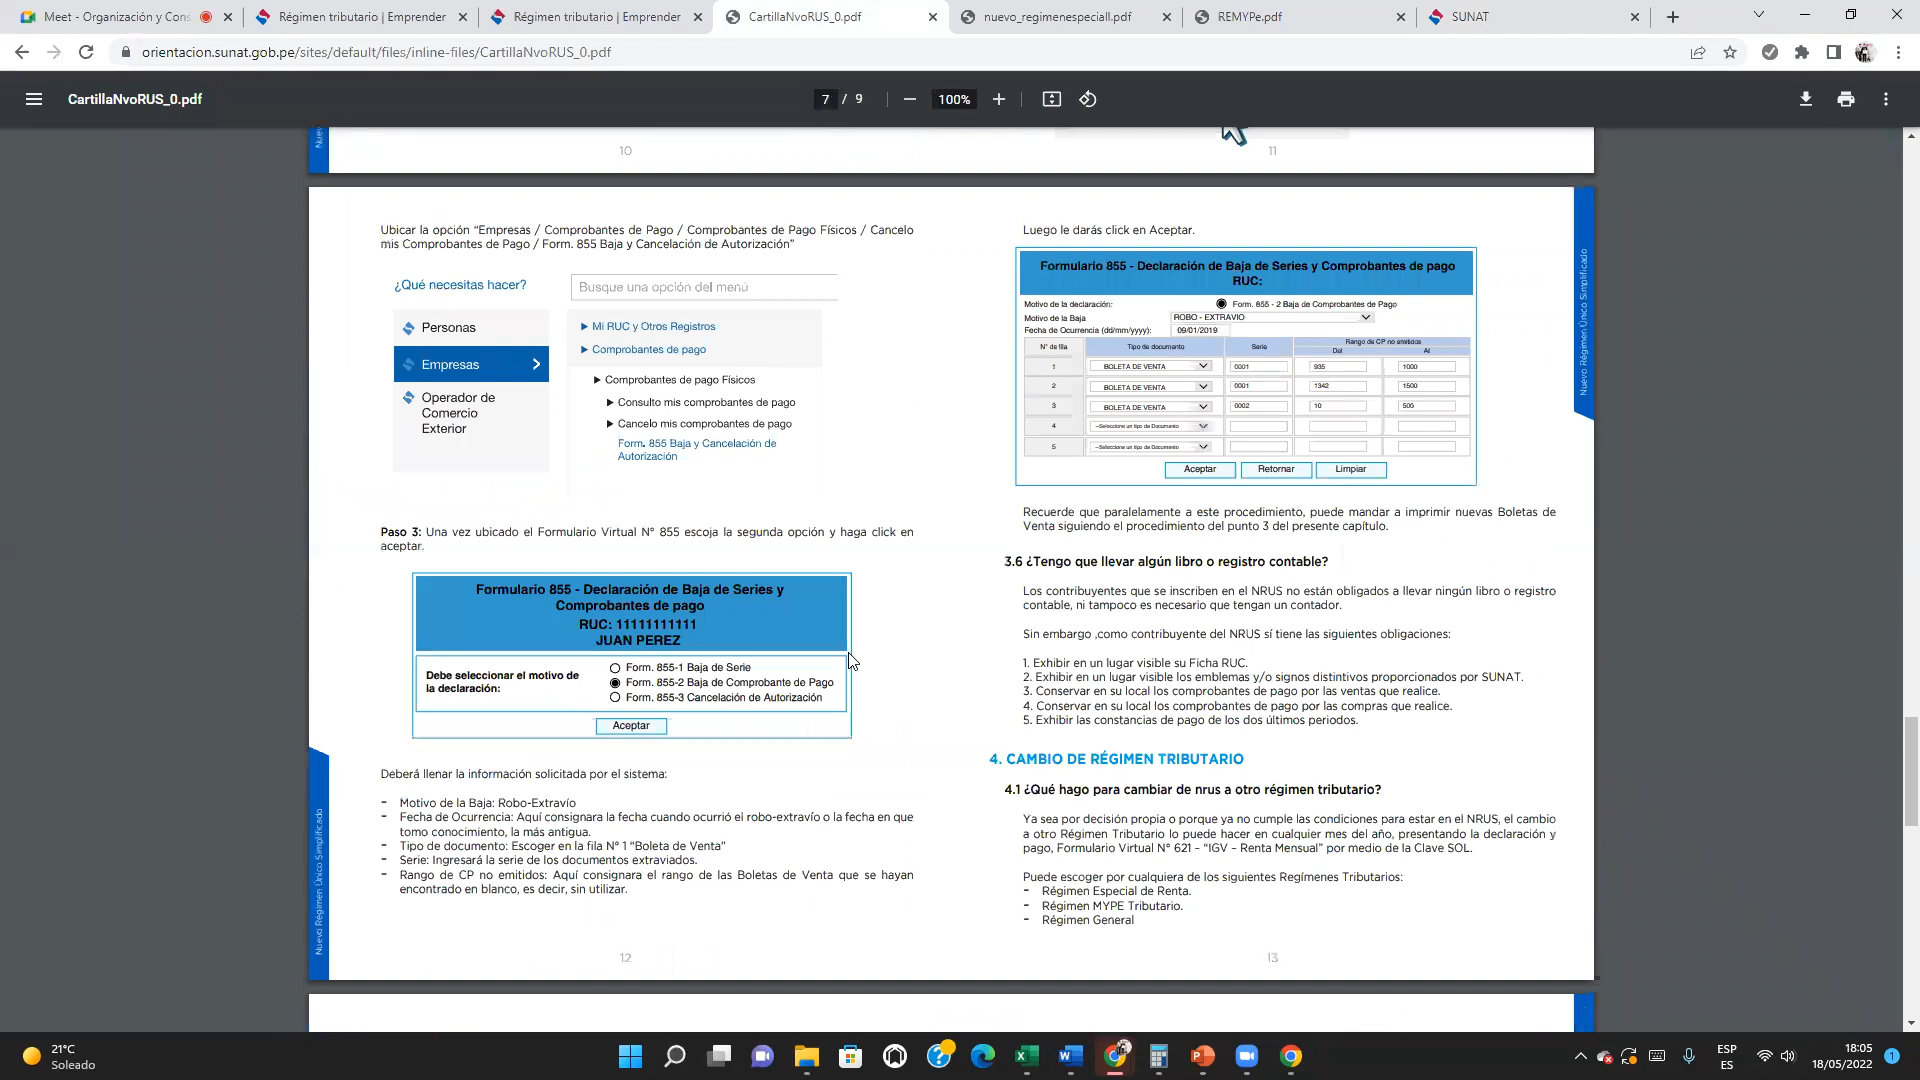 Meet - Organización y Cons
Régimen tributario | Emprender
Régimen tributario | Emprender
CartillaNvoRUS_0.pdf
nuevo_regimenespeciall.pdf
REMYPe.pdf
SUNAT
orientacion.sunat.gob.pe/sites/default/files/inline-files/CartillaNvoRUS_0.pdf
CartillaNvoRUS_0.pdf
7 / 9
100%
10
11
Ubicar la opción “Empresas / Comprobantes de Pago / Comprobantes de Pago Físicos / Cancelo
mis Comprobantes de Pago / Form. 855 Baja y Cancelación de Autorización”
¿Qué necesitas hacer?
Busque una opción del menú
Personas
Empresas
Operador de
Comercio
Exterior
Mi RUC y Otros Registros
Comprobantes de pago
Comprobantes de pago Físicos
Consulto mis comprobantes de pago
Cancelo mis comprobantes de pago
Form. 855 Baja y Cancelación de
Autorización
Paso 3: Una vez ubicado el Formulario Virtual N° 855 escoja la segunda opción y haga click en
aceptar.
Formulario 855 - Declaración de Baja de Series y
Comprobantes de pago
RUC: 11111111111
JUAN PEREZ
Debe seleccionar el motivo de
la declaración:
Form. 855-1 Baja de Serie
Form. 855-2 Baja de Comprobante de Pago
Form. 855-3 Cancelación de Autorización
Aceptar
Deberá llenar la información solicitada por el sistema:
- Motivo de la Baja: Robo-Extravío
- Fecha de Ocurrencia: Aquí consignara la fecha cuando ocurrió el robo-extravío o la fecha en que
tomo conocimiento, la más antigua.
- Tipo de documento: Escoger en la fila Nº 1 “Boleta de Venta”
- Serie: Ingresará la serie de los documentos extraviados.
- Rango de CP no emitidos: Aquí consignara el rango de las Boletas de Venta que se hayan
encontrado en blanco, es decir, sin utilizar.
12
Nuevo Régimen Único Simplificado
Luego le darás click en Aceptar.
Formulario 855 - Declaración de Baja de Series y Comprobantes de pago
RUC:
Motivo de la declaración:
Form. 855 - 2 Baja de Comprobantes de Pago
Motivo de la Baja
ROBO - EXTRAVIO
Fecha de Ocurrencia (dd/mm/yyyy):
09/01/2019
N° de fila Tipo de documento Serie Rango de CP no emitidos
Del Al
1 BOLETA DE VENTA 0001 935 1000
2 BOLETA DE VENTA 0001 1342 1500
3 BOLETA DE VENTA 0002 10 500
4 --Seleccione un tipo de Documento
5 --Seleccione un tipo de Documento
Aceptar Retornar Limpiar
Recuerde que paralelamente a este procedimiento, puede mandar a imprimir nuevas Boletas de
Venta siguiendo el procedimiento del punto 3 del presente capítulo.
3.6 ¿Tengo que llevar algún libro o registro contable?
Los contribuyentes que se inscriben en el NRUS no están obligados a llevar ningún libro o registro
contable, ni tampoco es necesario que tengan un contador.
Sin embargo ,como contribuyente del NRUS sí tiene las siguientes obligaciones:
1. Exhibir en un lugar visible su Ficha RUC.
2. Exhibir en un lugar visible los emblemas y/o signos distintivos proporcionados por SUNAT.
3. Conservar en su local los comprobantes de pago por las ventas que realice.
4. Conservar en su local los comprobantes de pago por las compras que realice.
5. Exhibir las constancias de pago de los dos últimos periodos.
4. CAMBIO DE RÉGIMEN TRIBUTARIO
4.1 ¿Qué hago para cambiar de nrus a otro régimen tributario?
Ya sea por decisión propia o porque ya no cumple las condiciones para estar en el NRUS, el cambio
a otro Régimen Tributario lo puede hacer en cualquier mes del año, presentando la declaración y
pago, Formulario Virtual N° 621 – “IGV – Renta Mensual” por medio de la Clave SOL.
Puede escoger por cualquiera de los siguientes Regímenes Tributarios:
- Régimen Especial de Renta.
- Régimen MYPE Tributario.
- Régimen General
13
Nuevo Régimen Único Simplificado
21°C
Soleado
ESP
ES
18:05
18/05/2022
1